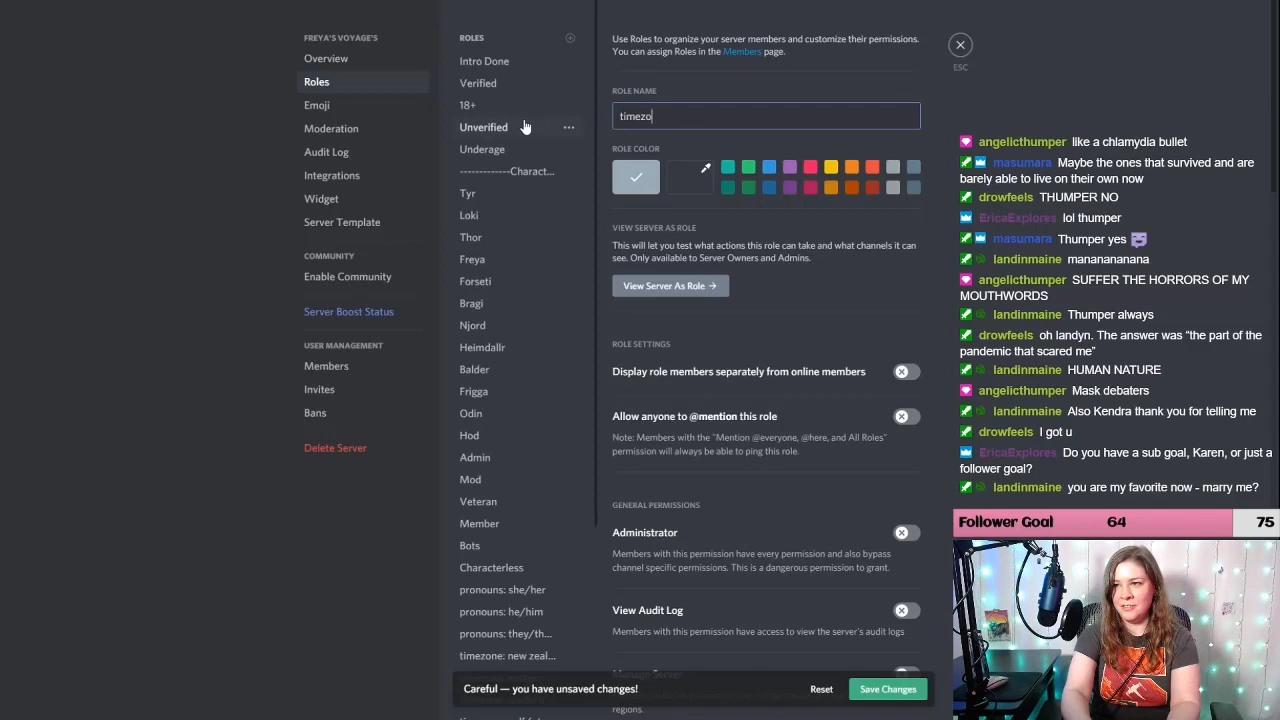 FREYA'S VOYAGE'S
Overview
Roles
Emoji
Moderation
Audit Log
Integrations
Widget
Server Template
COMMUNITY
Enable Community
Server Boost Status
USER MANAGEMENT
Members
Invites
Bans
Delete Server
ROLES
Intro Done
Verified
18+
Unverified
Underage
-------------Charact...
Tyr
Loki
Thor
Freya
Forseti
Bragi
Njord
Heimdallr
Balder
Frigga
Odin
Hod
Admin
Mod
Veteran
Member
Bots
Characterless
pronouns: she/her
pronouns: he/him
pronouns: they/th...
timezone: new zeal...
Use Roles to organize your server members and customize their permissions.
You can assign Roles in the Members page.
ROLE NAME
timezo
ROLE COLOR
VIEW SERVER AS ROLE
This will let you test what actions this role can take and what channels it can
see. Only available to Server Owners and Admins.
View Server As Role →
ROLE SETTINGS
Display role members separately from online members
Allow anyone to @mention this role
Note: Members with the "Mention @everyone, @here, and All Roles"
permission will always be able to ping this role.
GENERAL PERMISSIONS
Administrator
Members with this permission have every permission and also bypass
channel specific permissions. This is a dangerous permission to grant.
View Audit Log
Members with this permission have access to view the server's audit logs
Manage Server
regions.
Careful — you have unsaved changes!
Reset
Save Changes
ESC
angelicthumper like a chlamydia bullet
masumara Maybe the ones that survived and are
barely able to live on their own now
drowfeels THUMPER NO
EricaExplores lol thumper
masumara Thumper yes
landinmaine manananananana
angelicthumper SUFFER THE HORRORS OF MY
MOUTHWORDS
landinmaine Thumper always
drowfeels oh landyn. The answer was "the part of the
pandemic that scared me"
landinmaine HUMAN NATURE
angelicthumper Mask debaters
landinmaine Also Kendra thank you for telling me
drowfeels I got u
EricaExplores Do you have a sub goal, Karen, or just a
follower goal?
landinmaine you are my favorite now - marry me?
Follower Goal 64 75